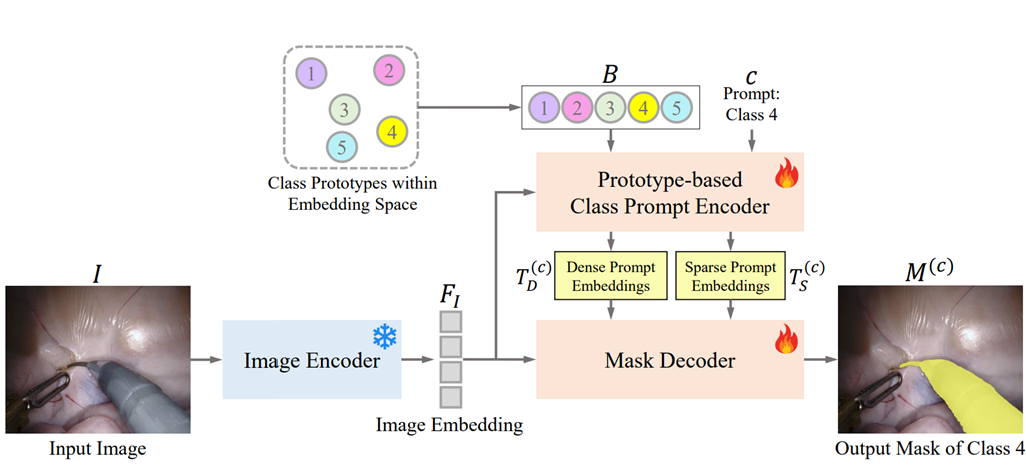 1
2
3
4
5
Class Prototypes within
Embedding Space
B
1 2 3 4 5
c
Prompt:
Class 4
Prototype-based
Class Prompt Encoder
T_D^(c)
Dense Prompt
Embeddings
Sparse Prompt
Embeddings
T_S^(c)
I
Input Image
Image Encoder
F_I
Image Embedding
Mask Decoder
M^(c)
Output Mask of Class 4